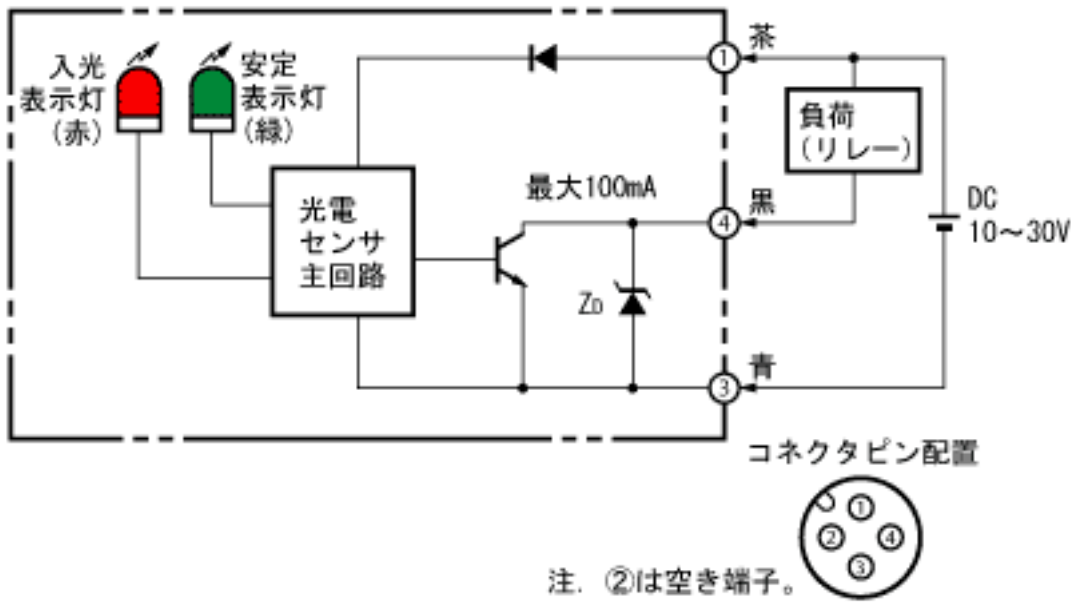 入光
表示灯
(赤)
安定
表示灯
(緑)
光電
センサ
主回路
最大100mA
ZD
①
茶
負荷
(リレー)
④
黒
DC
10～30V
③
青
コネクタピン配置
①
②
④
③
注. ②は空き端子。